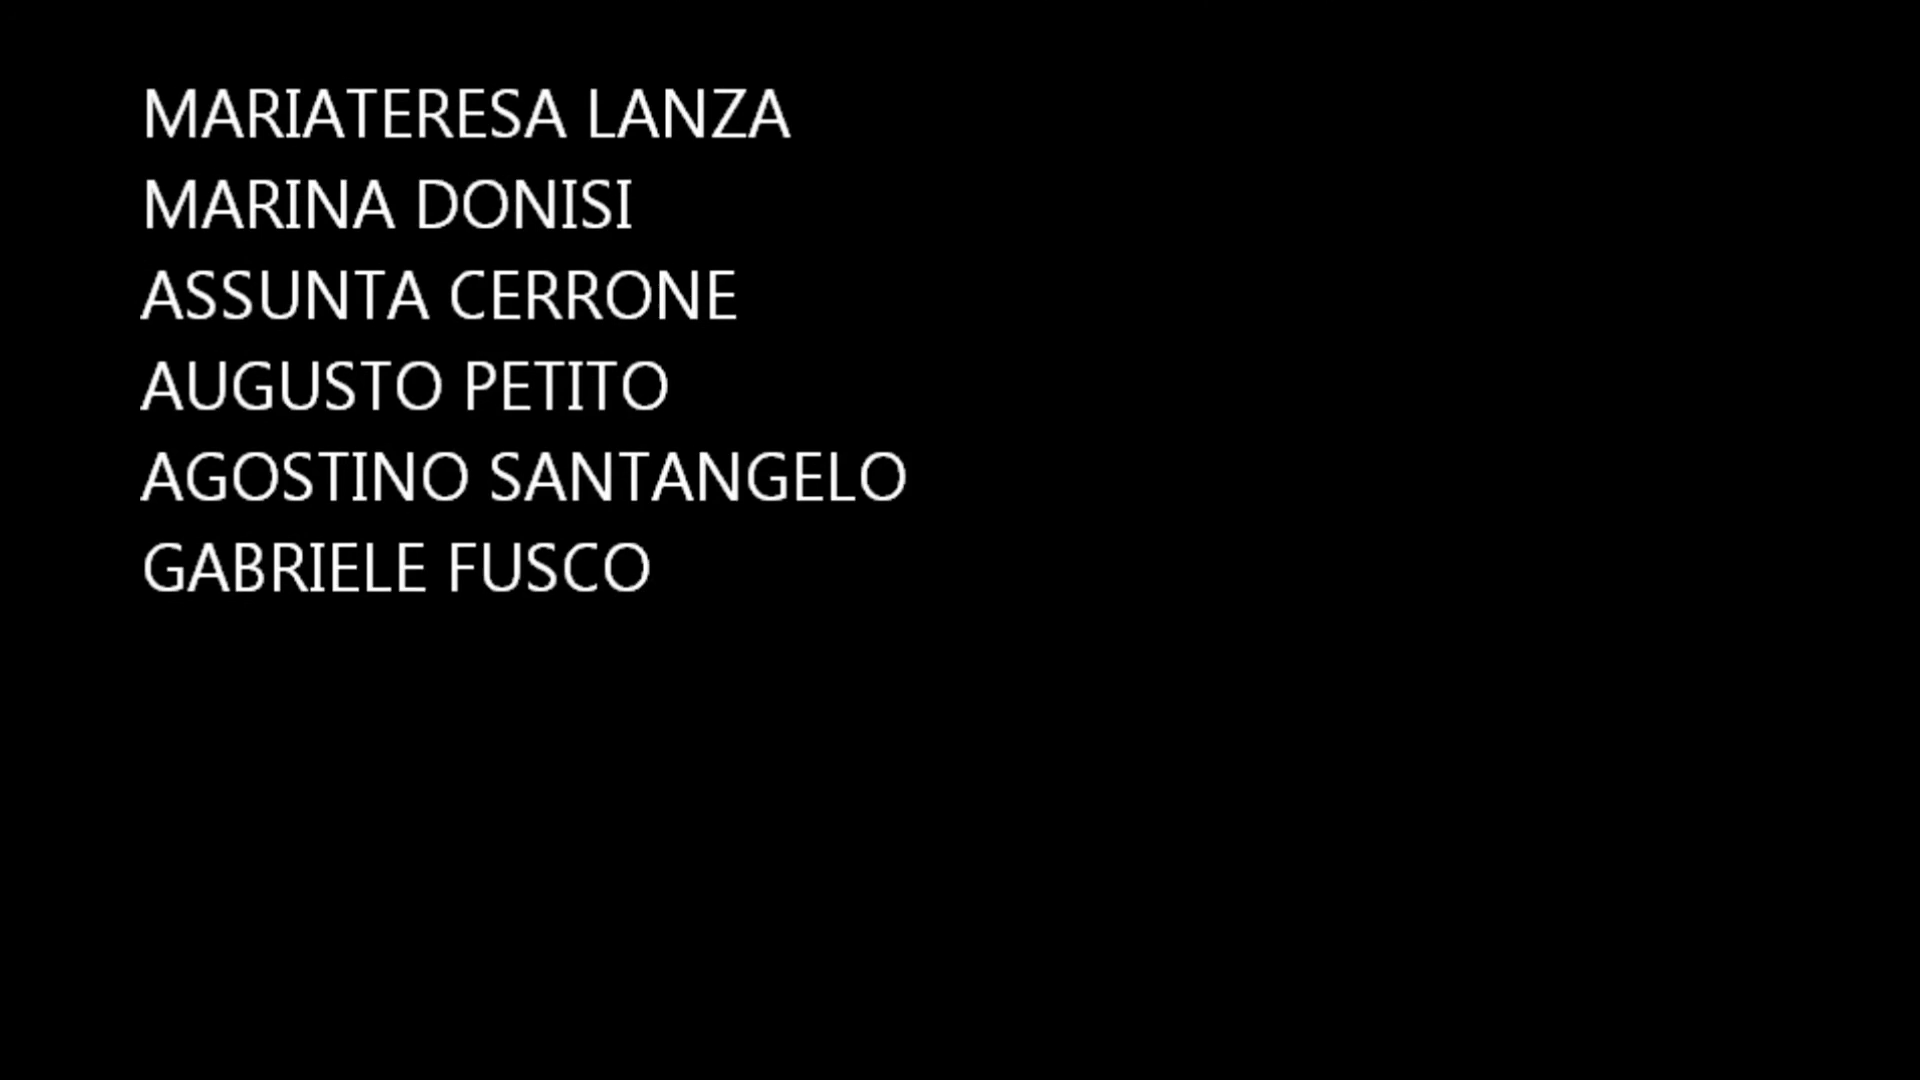 MARIATERESA LANZA
MARINA DONISI
ASSUNTA CERRONE
AUGUSTO PETITO
AGOSTINO SANTANGELO
GABRIELE FUSCO